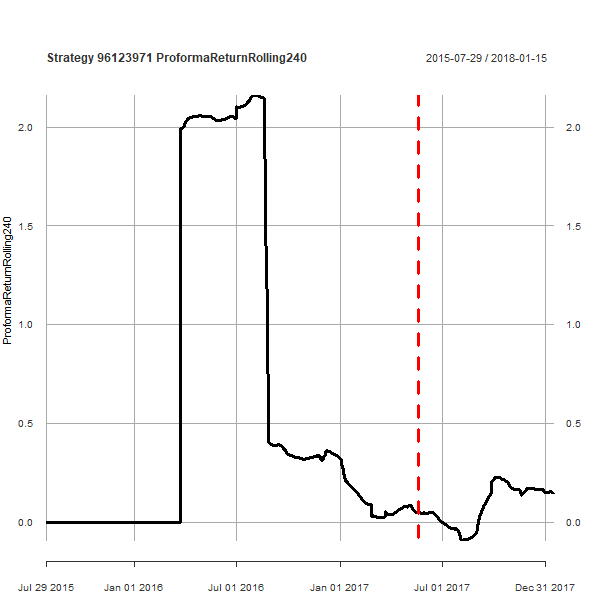 Strategy 96123971 ProformaReturnRolling240
2015-07-29 / 2018-01-15
ProformaReturnRolling240
2.0
2.0
1.5
1.5
1.0
1.0
0.5
0.5
0.0
0.0
Jul 29 2015
Jan 01 2016
Jul 01 2016
Jan 01 2017
Jul 01 2017
Dec 31 2017